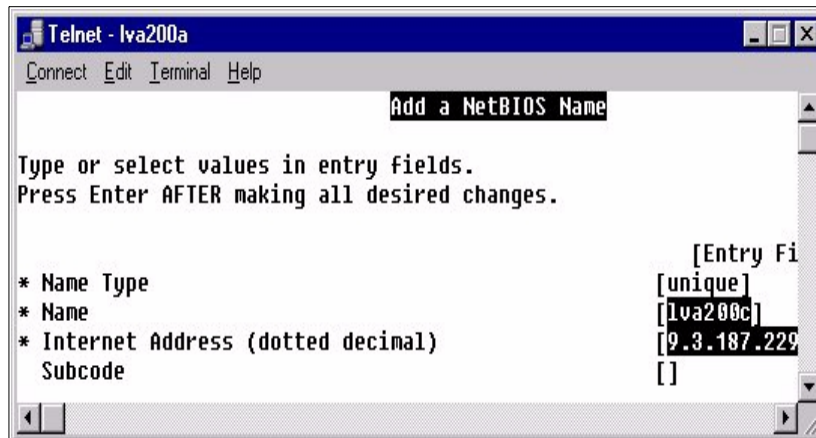 Telnet - lva200a
Connect Edit Terminal Help
Add a NetBIOS Name
Type or select values in entry fields.
Press Enter AFTER making all desired changes.
[Entry Fi
* Name Type [unique]
* Name [lva200c]
* Internet Address (dotted decimal) [9.3.187.229
Subcode []